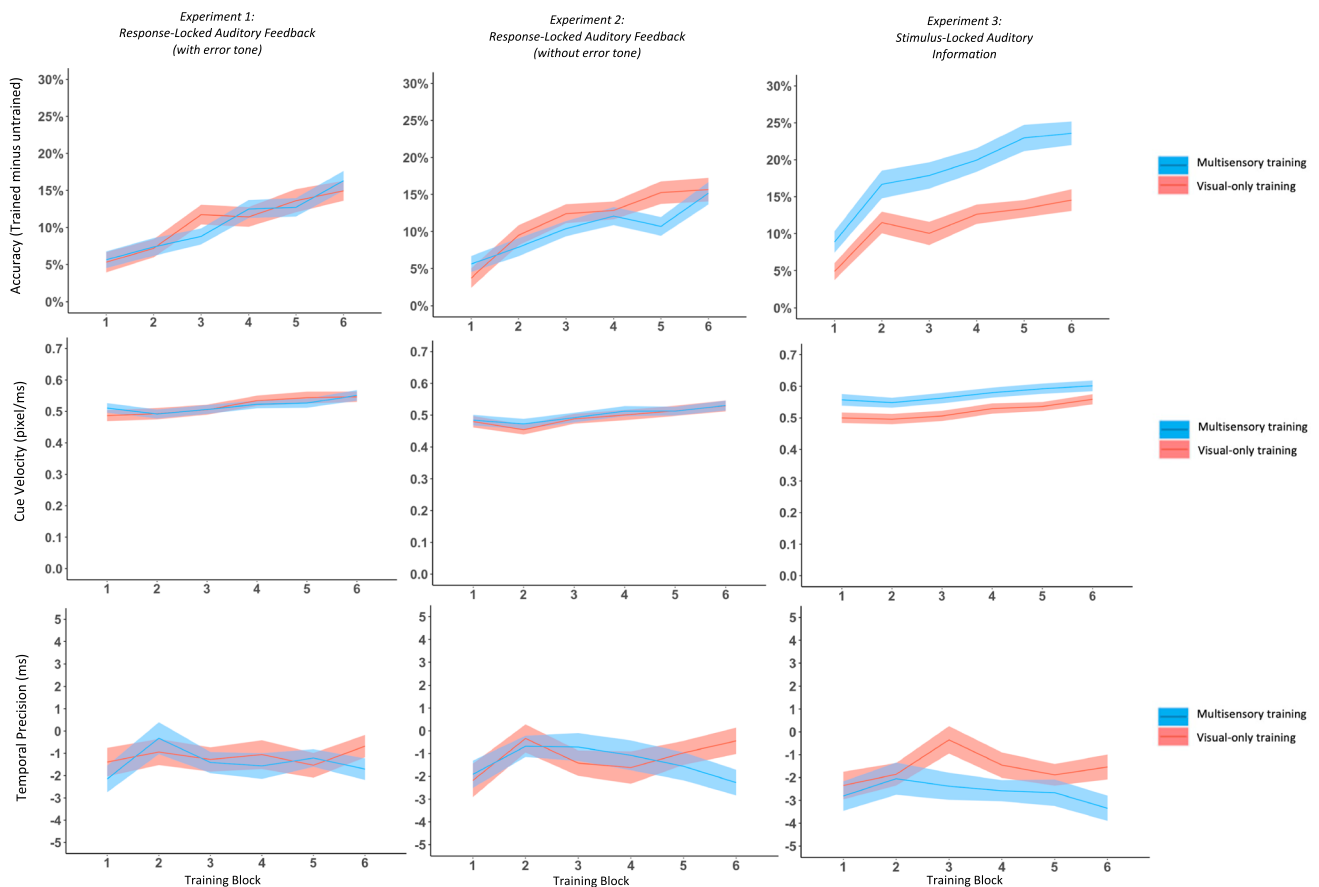 Experiment 1:
Response-Locked Auditory Feedback
(with error tone)
Experiment 2:
Response-Locked Auditory Feedback
(without error tone)
Experiment 3:
Stimulus-Locked Auditory
Information
Accuracy (Trained minus untrained)
30%
25%
20%
15%
10%
5%
0%
1 2 3 4 5 6
30%
25%
20%
15%
10%
5%
0%
1 2 3 4 5 6
30%
25%
20%
15%
10%
5%
0%
1 2 3 4 5 6
Multisensory training
Visual-only training
Cue Velocity (pixel/ms)
0.7
0.6
0.5
0.4
0.3
0.2
0.1
0.0
1 2 3 4 5 6
0.7
0.6
0.5
0.4
0.3
0.2
0.1
0.0
1 2 3 4 5 6
0.7
0.6
0.5
0.4
0.3
0.2
0.1
0.0
1 2 3 4 5 6
Multisensory training
Visual-only training
Temporal Precision (ms)
5
4
3
2
1
0
-1
-2
-3
-4
-5
1 2 3 4 5 6
Training Block
5
4
3
2
1
0
-1
-2
-3
-4
-5
1 2 3 4 5 6
Training Block
5
4
3
2
1
0
-1
-2
-3
-4
-5
1 2 3 4 5 6
Training Block
Multisensory training
Visual-only training